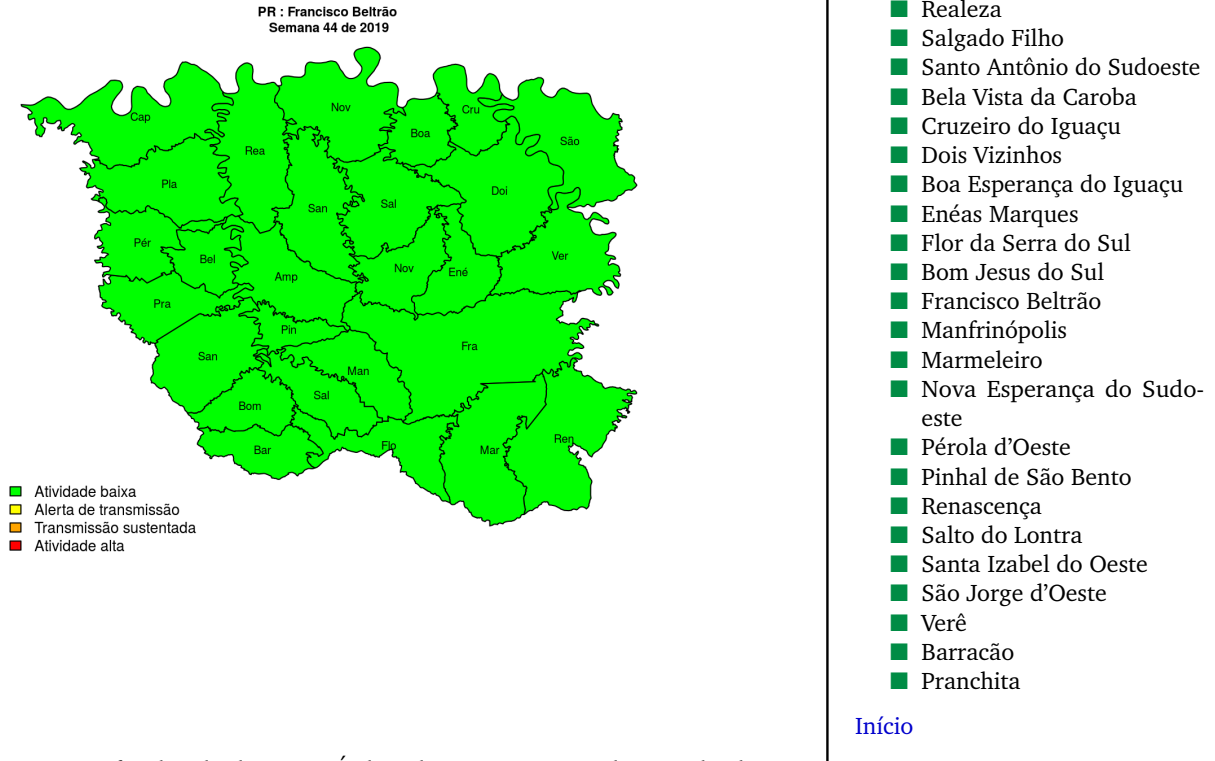 PR : Francisco Beltrão
Semana 44 de 2019
Cap
Nov
Cru
Boa
São
Rea
Pla
Doi
San
Sal
Pér
Bel
Nov
Ené
Ver
Amp
Pra
Pin
Fra
San
Man
Sal
Bom
Flo
Ren
Bar
Mar
Atividade baixa
Alerta de transmissão
Transmissão sustentada
Atividade alta
Realeza
Salgado Filho
Santo Antônio do Sudoeste
Bela Vista da Caroba
Cruzeiro do Iguaçu
Dois Vizinhos
Boa Esperança do Iguaçu
Enéas Marques
Flor da Serra do Sul
Bom Jesus do Sul
Francisco Beltrão
Manfrinópolis
Marmeleiro
Nova Esperança do Sudo-
este
Pérola d'Oeste
Pinhal de São Bento
Renascença
Salto do Lontra
Santa Izabel do Oeste
São Jorge d'Oeste
Verê
Barracão
Pranchita
Início